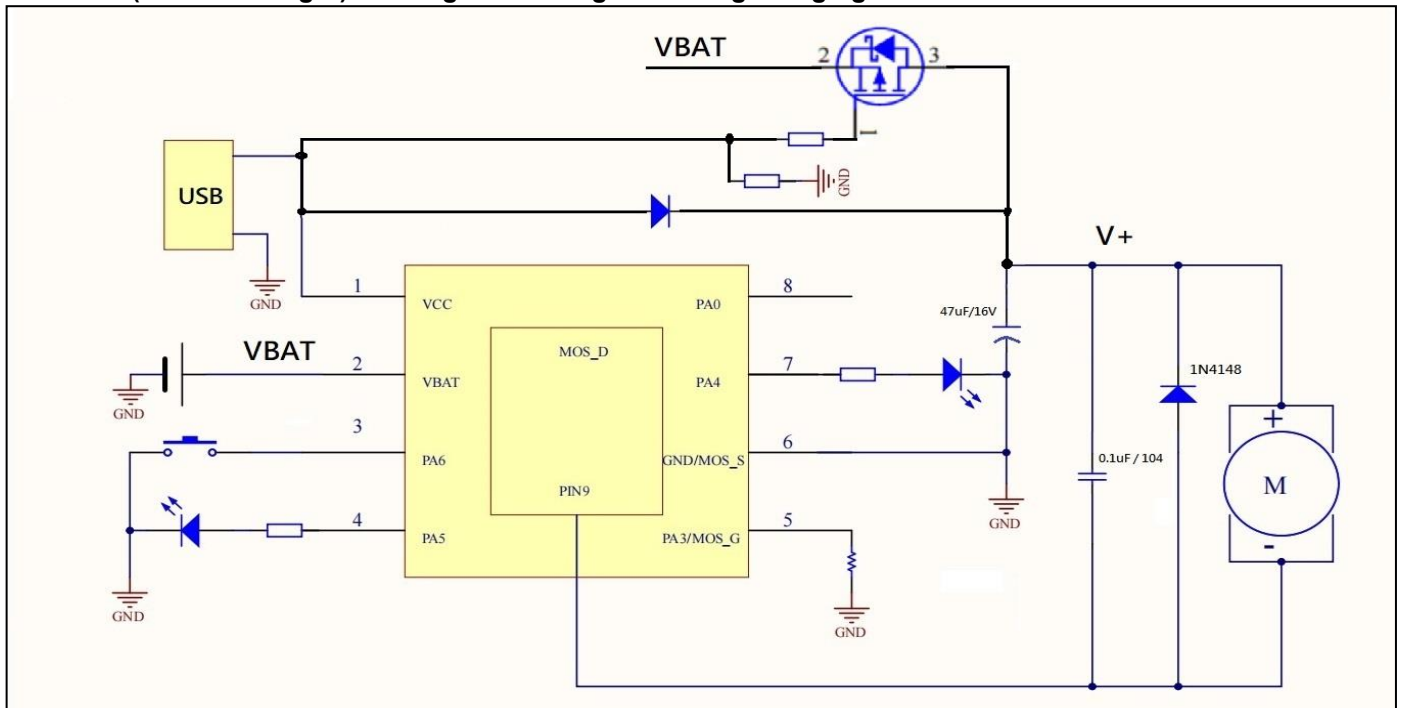 VBAT
2
3
1
USB
GND
GND
V+
1
VCC
PA0
8
47uF/16V
VBAT
2
VBAT
MOS_D
PA4
7
1N4148
GND
3
PA6
GND/MOS_S
6
0.1uF / 104
+
M
-
PIN9
4
PA5
PA3/MOS_G
5
GND
GND
GND